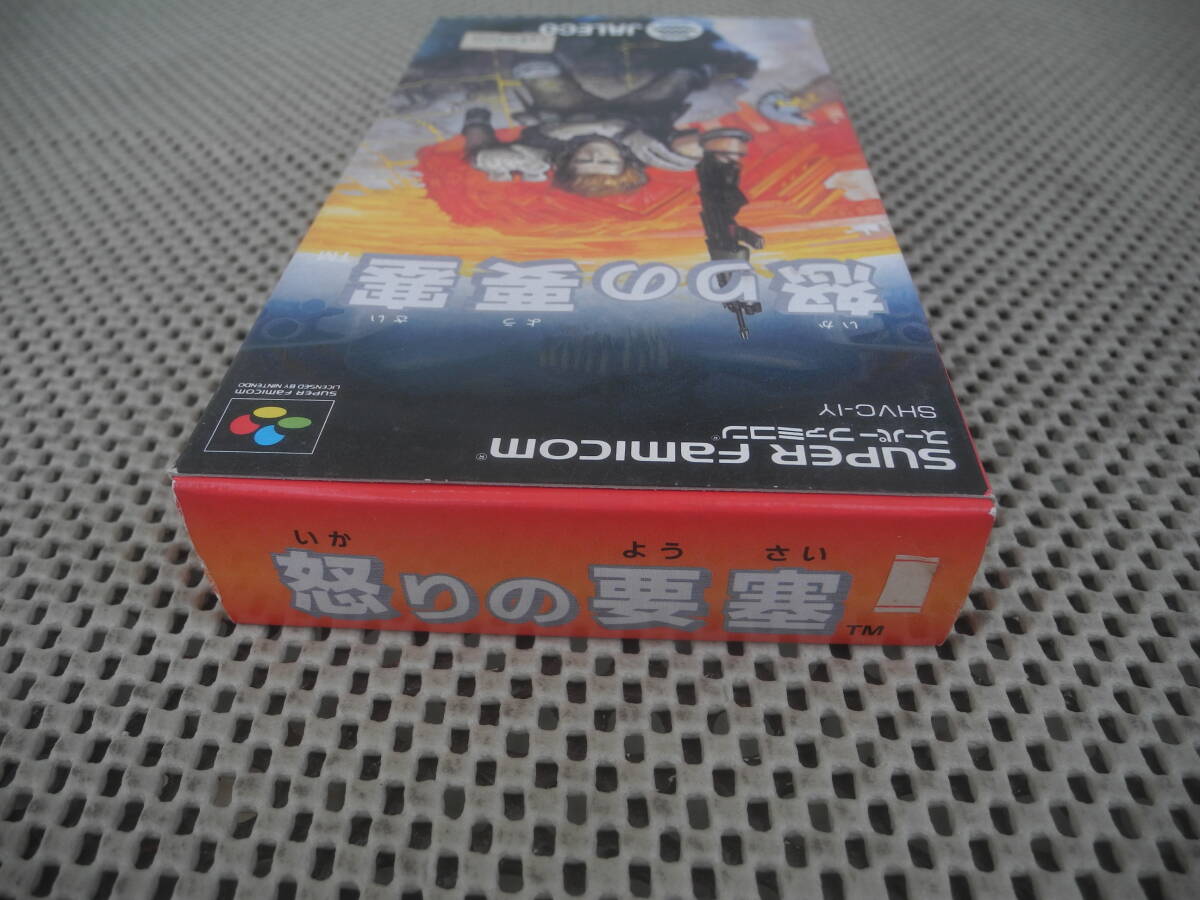 JALECO
怒りの要塞
TM
いか よう さい
SUPER FAMICOM
LICENSED BY NINTENDO
SHVC-IY
スーパーファミコン®
SUPER FAMICOM®
いか よう さい
怒りの要塞
TM